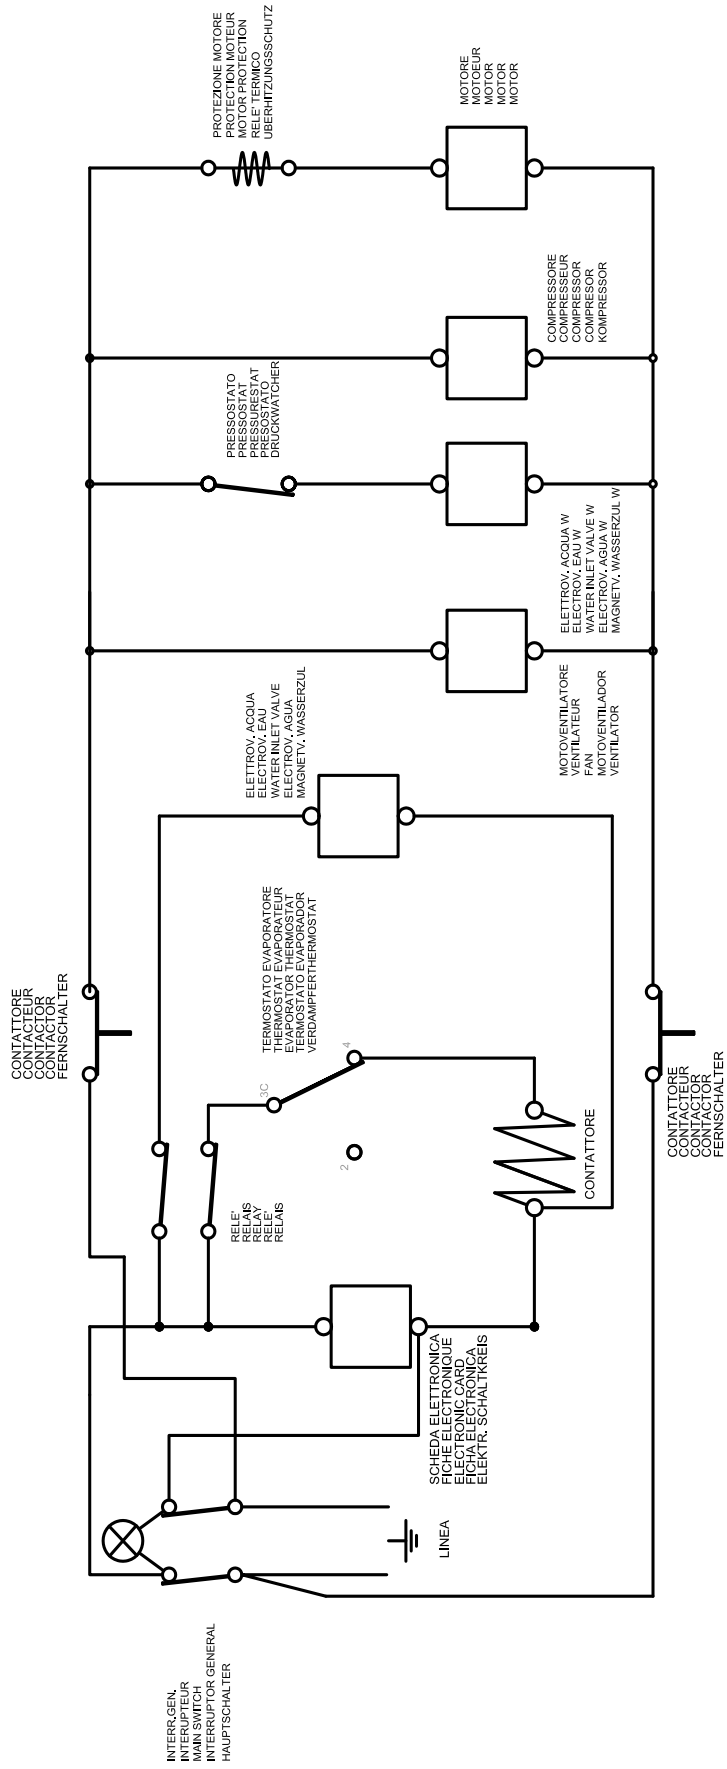 INTERR.GEN.
INTERUPTEUR
MAIN SWITCH
INTERRUPTOR GENERAL
HAUPTSCHALTER
LINEA
SCHEDA ELETTRONICA
FICHE ELECTRONIQUE
ELECTRONIC CARD
FICHA ELECTRONICA
ELEKTR. SCHALTKREIS
RELE'
RELAIS
RELAY
RELE'
RELAIS
CONTATTORE
CONTACTEUR
CONTACTOR
CONTACTOR
FERNSCHALTER
2
3C
4
TERMOSTATO EVAPORATORE
THERMOSTAT EVAPORATEUR
EVAPORATOR THERMOSTAT
TERMOSTATO EVAPORADOR
VERDAMPFERTHERMOSTAT
CONTATTORE
CONTATTORE
CONTACTEUR
CONTACTOR
CONTACTOR
FERNSCHALTER
ELETTROV. ACQUA
ELECTROV. EAU
WATER INLET VALVE
ELECTROV. AGUA
MAGNETV. WASSERZUL
MOTOVENTILATORE
VENTILATEUR
FAN
MOTOVENTILADOR
VENTILATOR
ELETTROV. ACQUA W
ELECTROV. EAU W
WATER INLET VALVE W
ELECTROV. AGUA W
MAGNETV. WASSERZUL W
PRESSOSTATO
PRESSOSTAT
PRESSURESTAT
PRESOSTATO
DRUCKWATCHER
COMPRESSORE
COMPRESSEUR
COMPRESSOR
COMPRESOR
KOMPRESSOR
PROTEZIONE MOTORE
PROTECTION MOTEUR
MOTOR PROTECTION
RELE' TERMICO
UBERHITZUNGSSCHUTZ
MOTORE
MOTOEUR
MOTOR
MOTOR
MOTOR